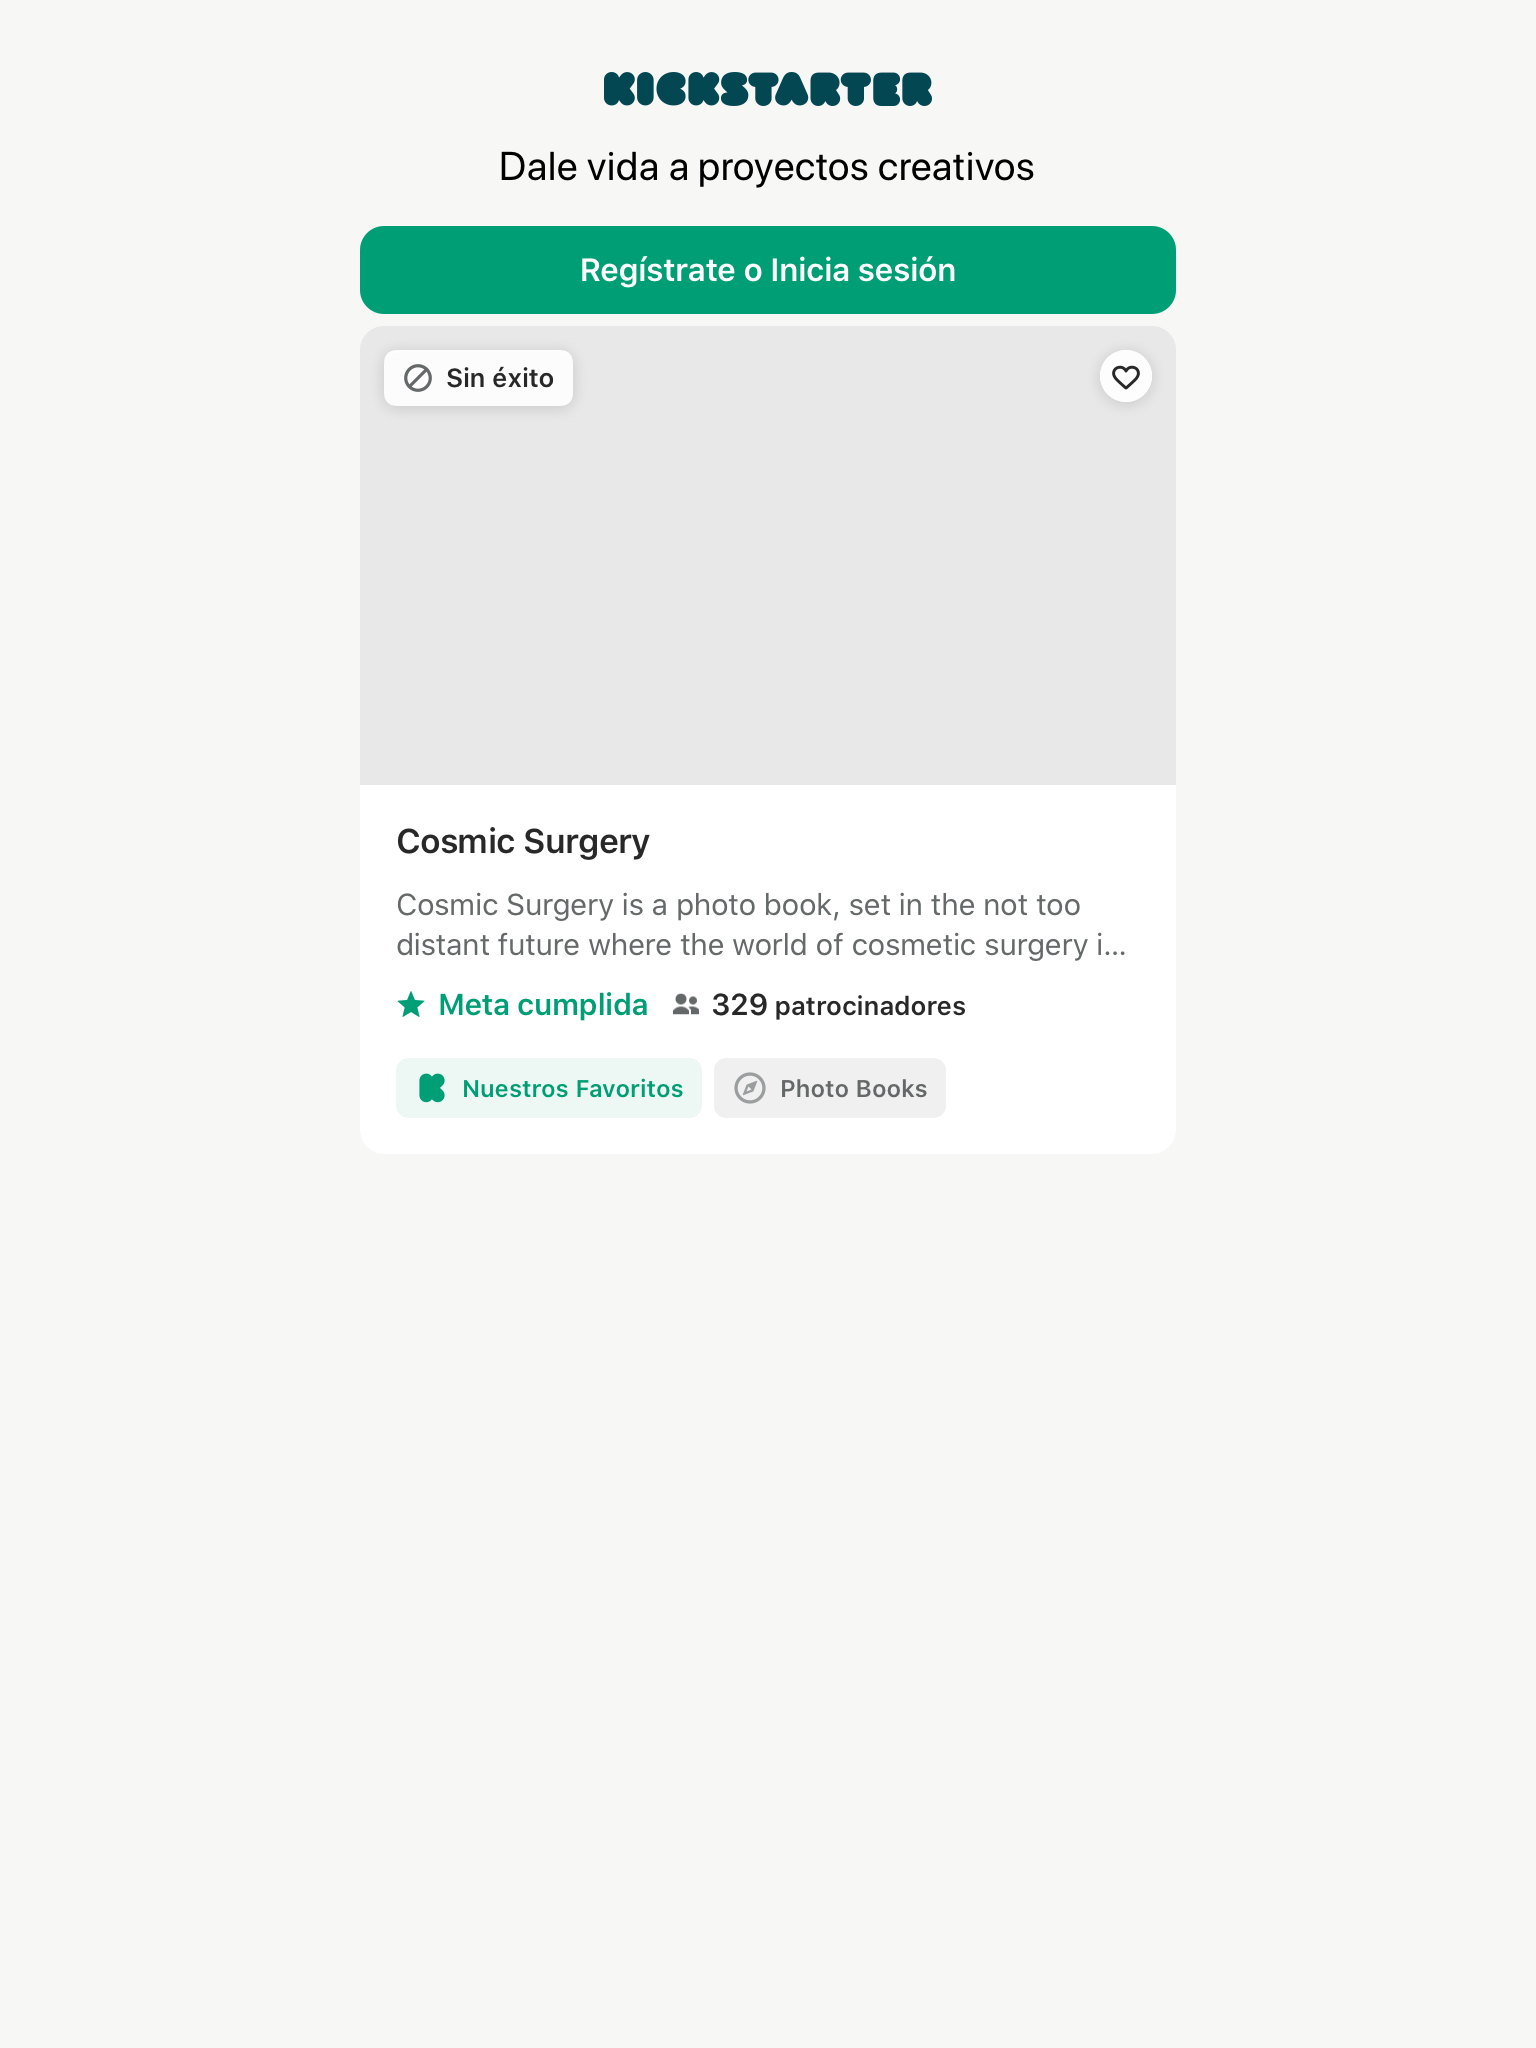 KICKSTARTER
Dale vida a proyectos creativos
Regístrate o Inicia sesión
Sin éxito
Cosmic Surgery
Cosmic Surgery is a photo book, set in the not too
distant future where the world of cosmetic surgery i...
Meta cumplida 329 patrocinadores
Nuestros Favoritos Photo Books